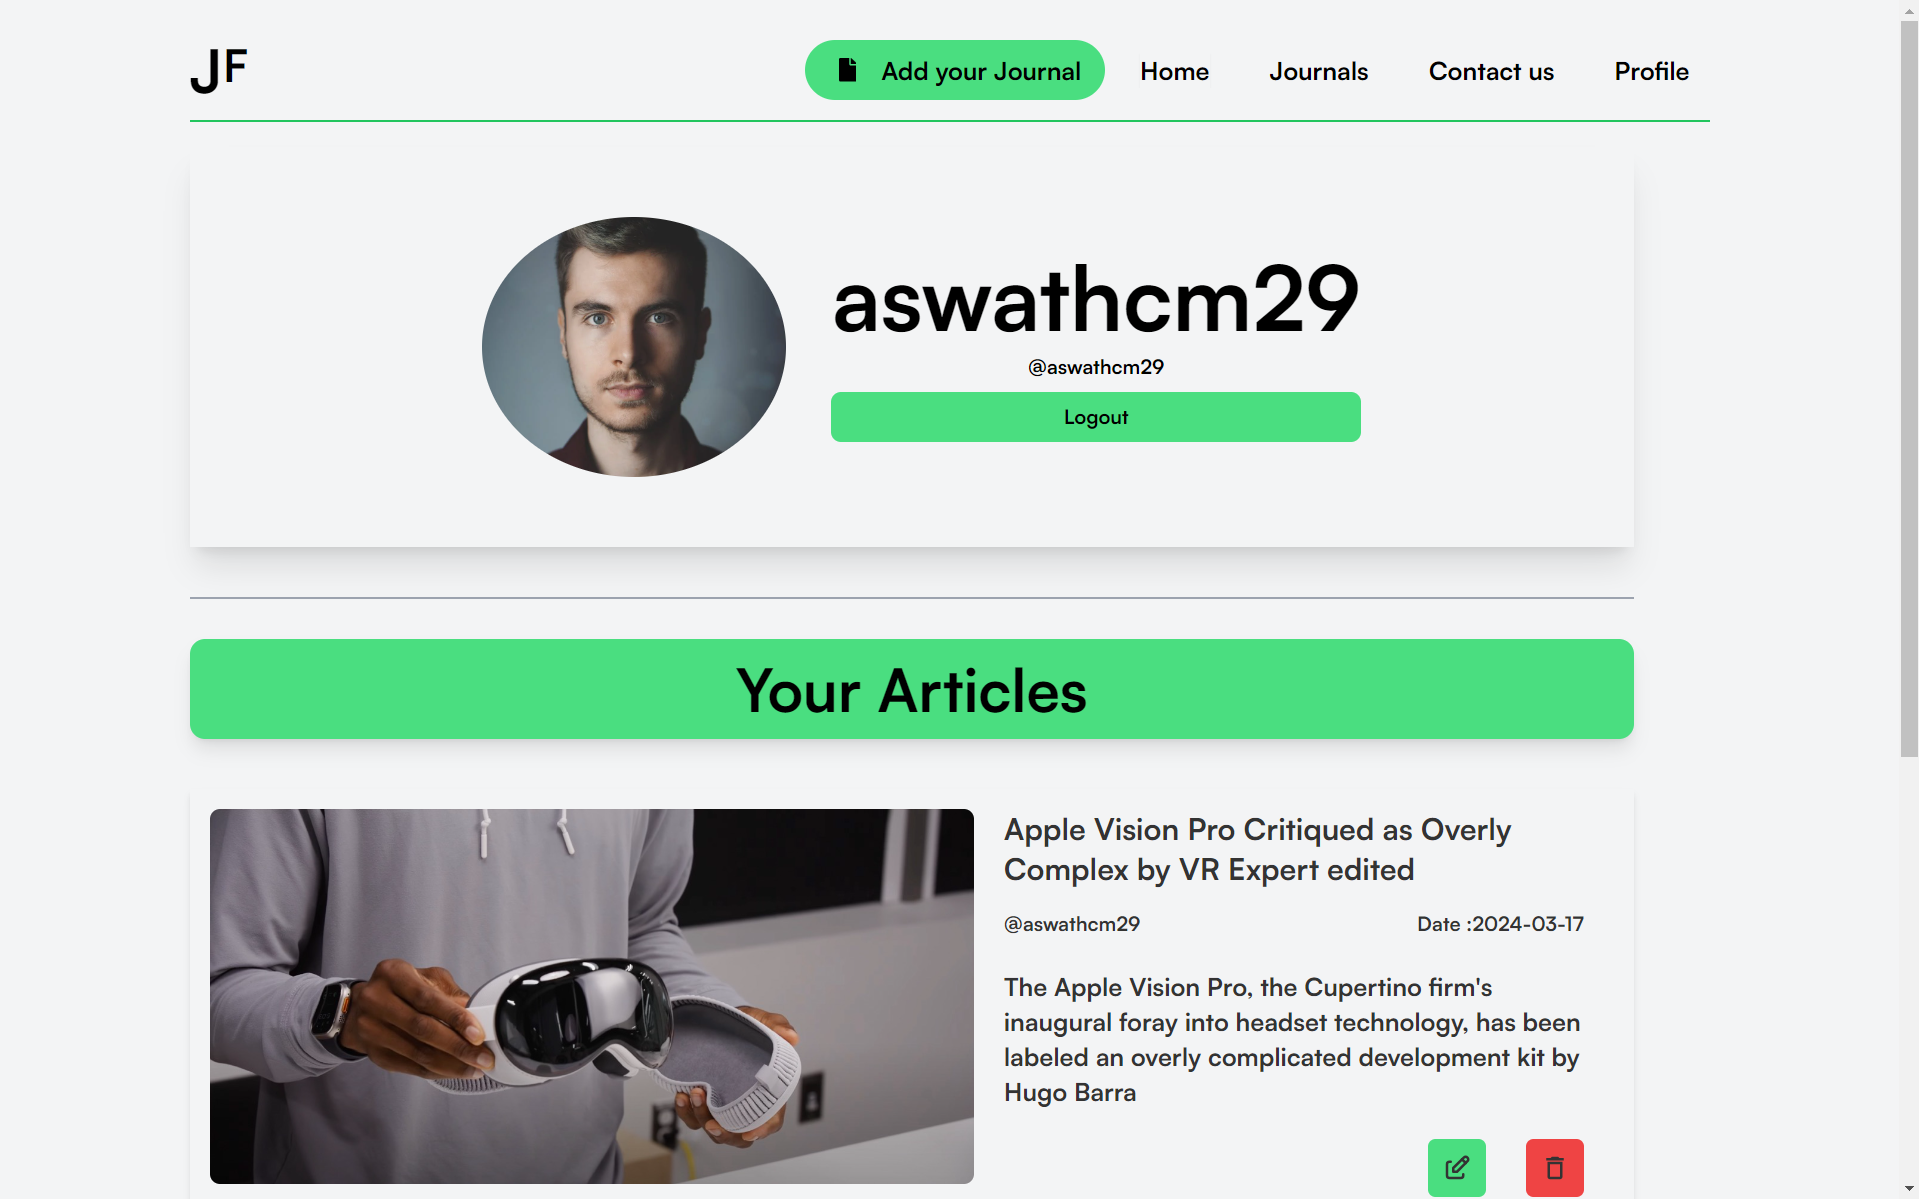 JF
Add your Journal
Home
Journals
Contact us
Profile
aswathcm29
@aswathcm29
Logout
Your Articles
Apple Vision Pro Critiqued as Overly
Complex by VR Expert edited
@aswathcm29
Date :2024-03-17
The Apple Vision Pro, the Cupertino firm's
inaugural foray into headset technology, has been
labeled an overly complicated development kit by
Hugo Barra